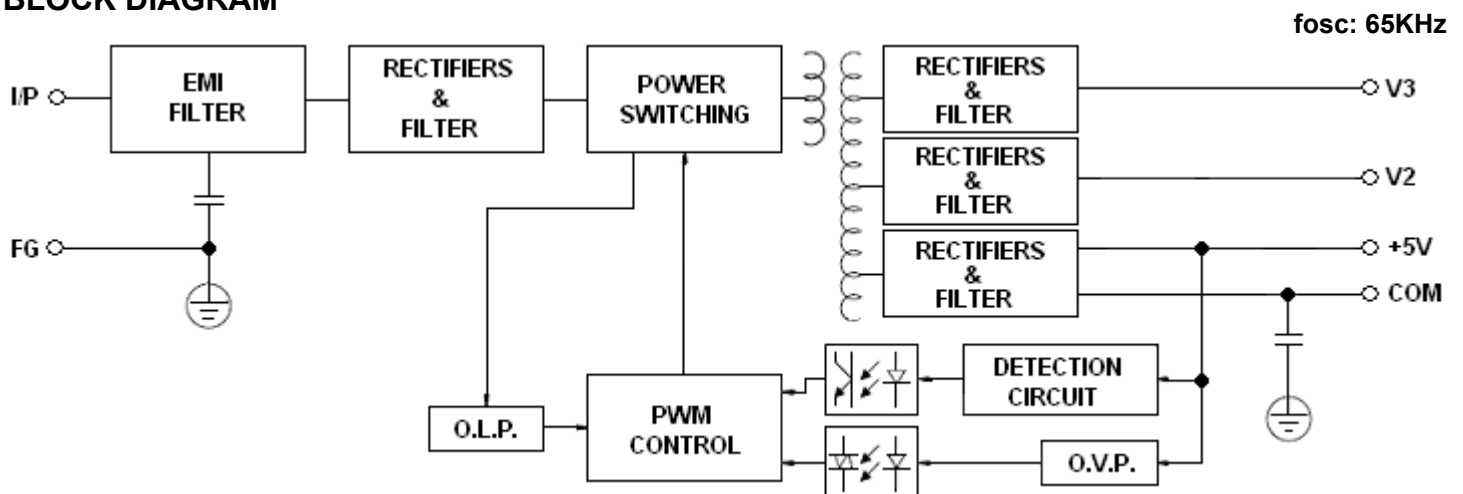 BLOCK DIAGRAM
fosc: 65KHz
I/P
EMI
FILTER
RECTIFIERS
&
FILTER
POWER
SWITCHING
RECTIFIERS
&
FILTER
V3
RECTIFIERS
&
FILTER
V2
FG
RECTIFIERS
&
FILTER
+5V
COM
O.L.P.
PWM
CONTROL
DETECTION
CIRCUIT
O.V.P.